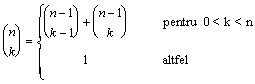 (n k) = { (n-1 k-1) + (n-1 k) pentru 0 < k < n
1 altfel